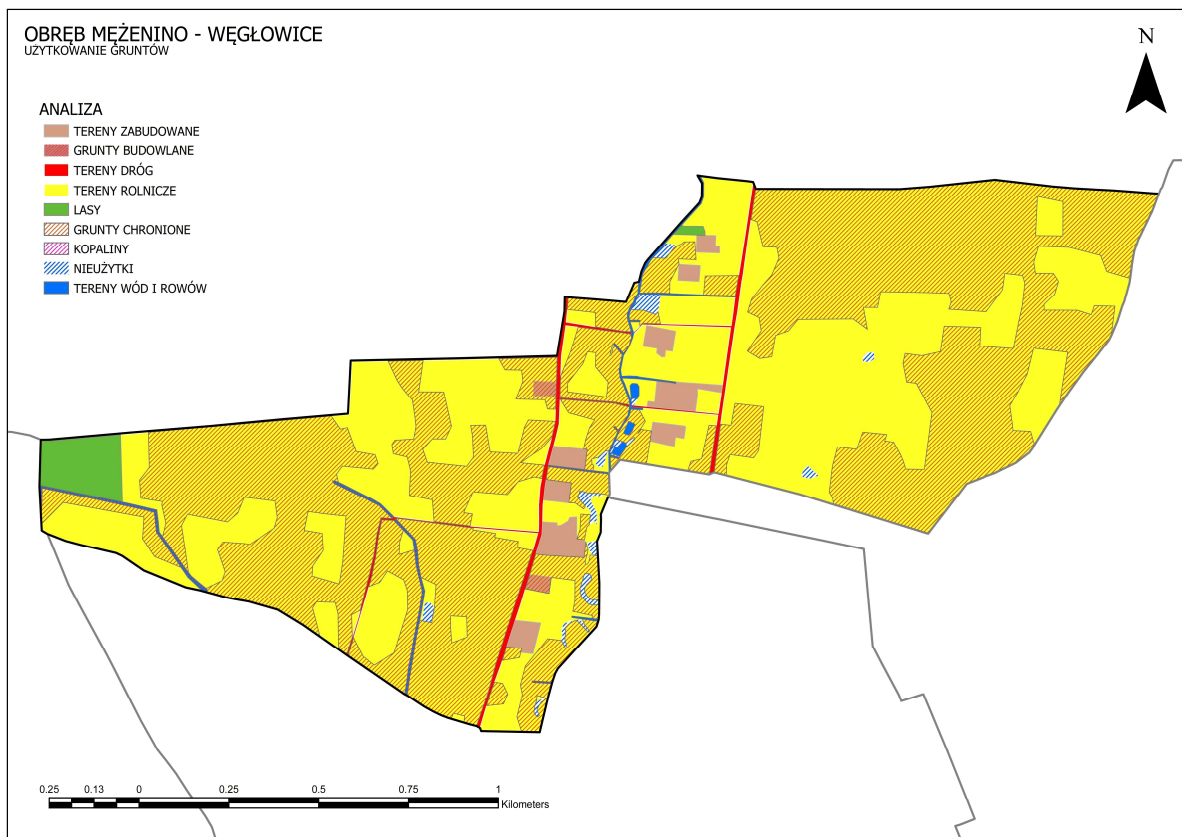 OBRĘB MĘŻENINO - WĘGŁOWICE
UŻYTKOWANIE GRUNTÓW
N
ANALIZA
TERENY ZABUDOWANE
GRUNTY BUDOWLANE
TERENY DRÓG
TERENY ROLNICZE
LASY
GRUNTY CHRONIONE
KOPALINY
NIEUŻYTKI
TERENY WÓD I ROWÓW
0.25 0.13 0 0.25 0.5 0.75 1
Kilometers